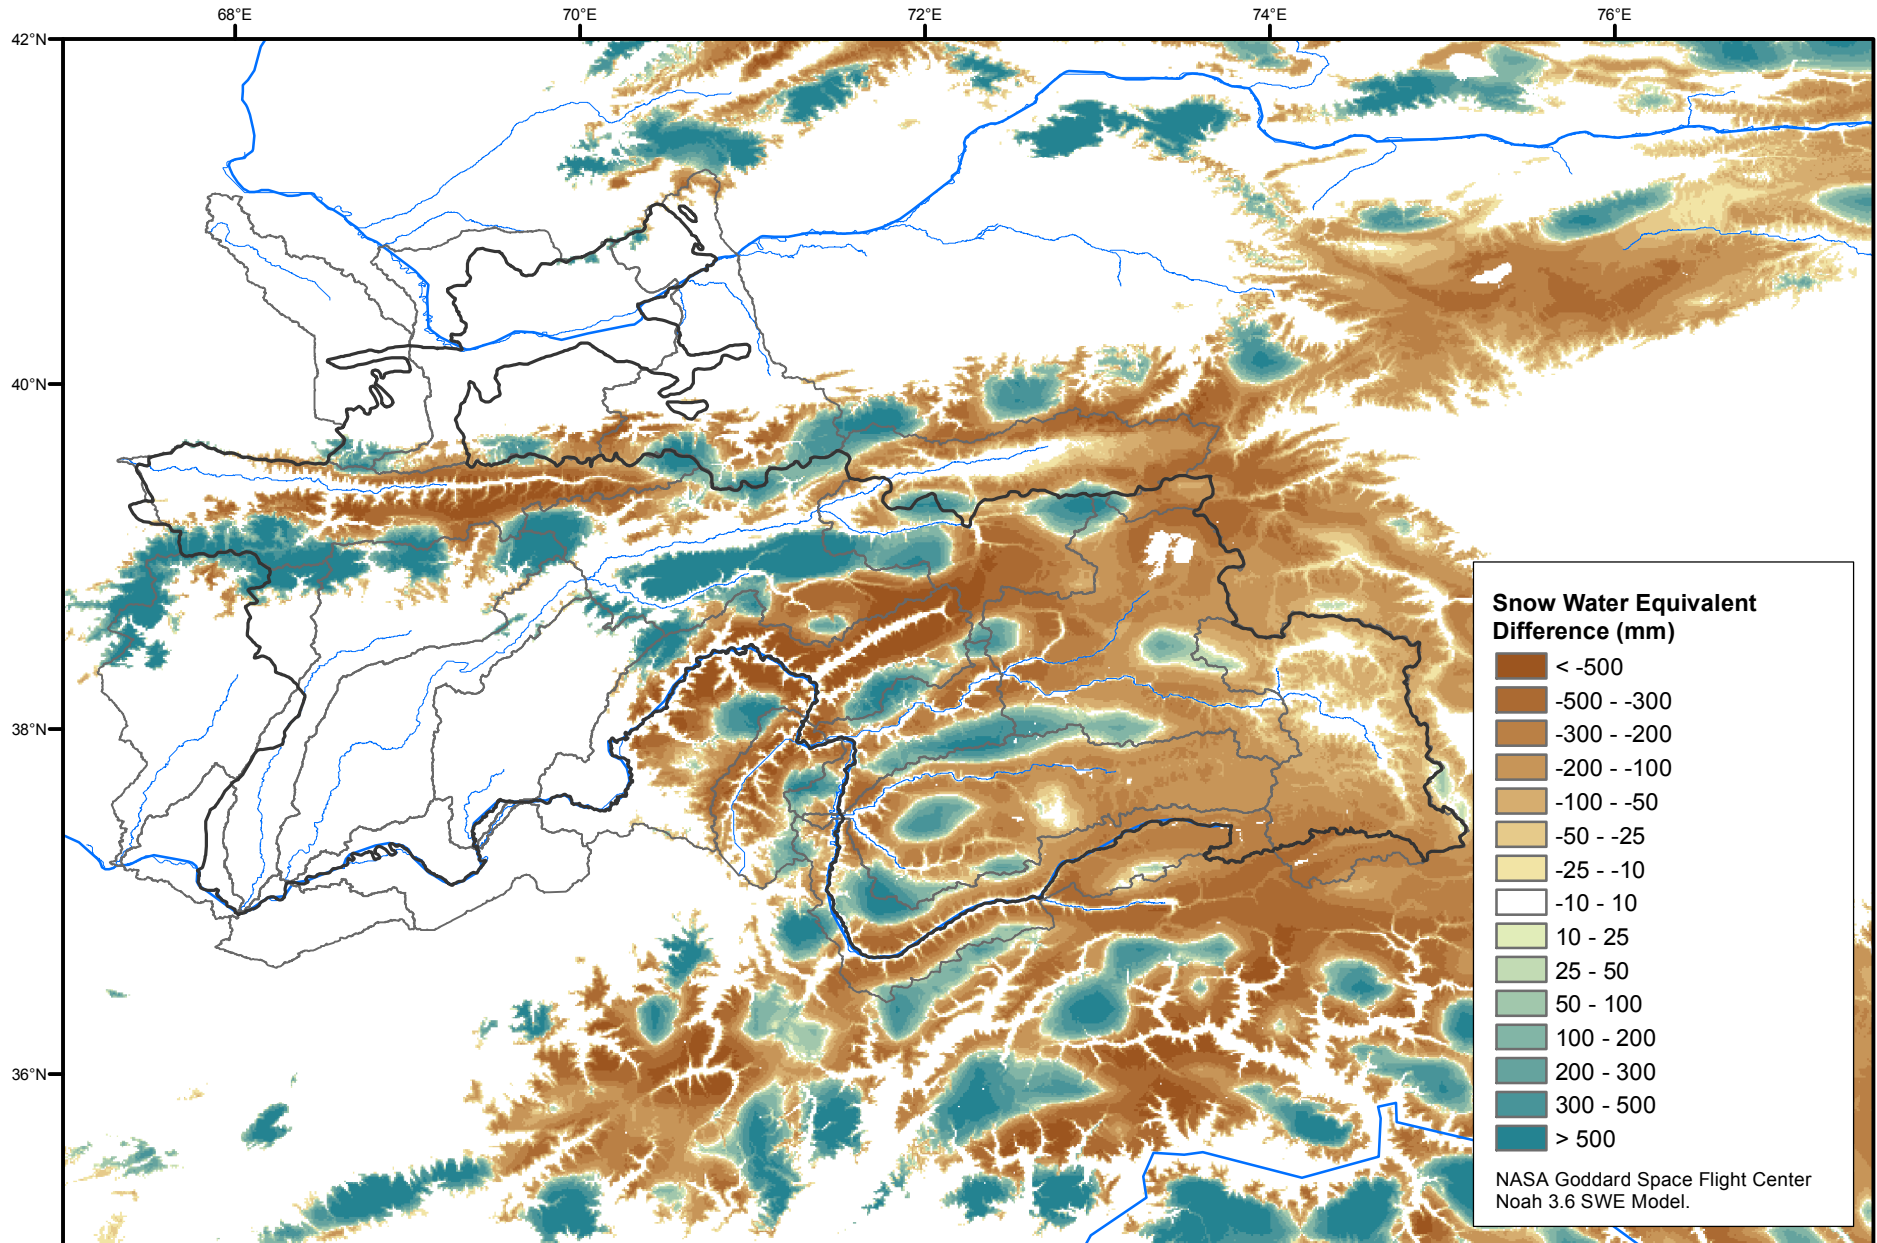 68°E 70°E 72°E 74°E 76°E
42°N
40°N
38°N
36°N
Snow Water Equivalent
Difference (mm)
< -500
-500 - -300
-300 - -200
-200 - -100
-100 - -50
-50 - -25
-25 - -10
-10 - 10
10 - 25
25 - 50
50 - 100
100 - 200
200 - 300
300 - 500
> 500
NASA Goddard Space Flight Center
Noah 3.6 SWE Model.